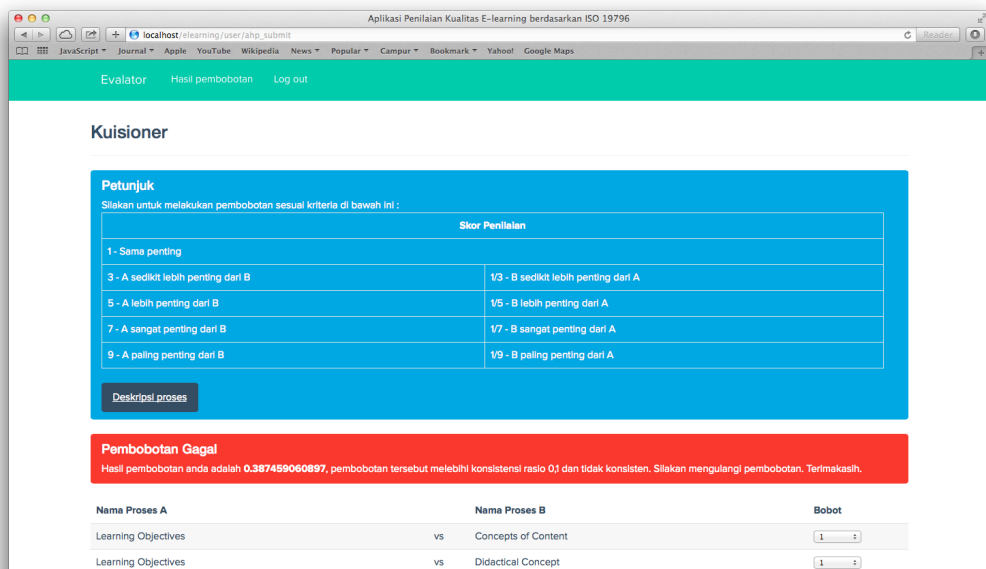 Aplikasi Penilaian Kualitas E-learning berdasarkan ISO 19796
localhost/elearning/user/ahp_submit
Reader
JavaScript Journal Apple YouTube Wikipedia News Popular Campur Bookmark Yahoo! Google Maps
Evalator Hasil pembobotan Log out
Kuisioner
Petunjuk
Silakan untuk melakukan pembobotan sesuai kriteria di bawah ini :
Skor Penilaian
1 - Sama penting
3 - A sedikit lebih penting dari B 1/3 - B sedikit lebih penting dari A
5 - A lebih penting dari B 1/5 - B lebih penting dari A
7 - A sangat penting dari B 1/7 - B sangat penting dari A
9 - A paling penting dari B 1/9 - B paling penting dari A
Deskripsi proses
Pembobotan Gagal
Hasil pembobotan anda adalah 0.387459060897, pembobotan tersebut melebihi konsistensi rasio 0,1 dan tidak konsisten. Silakan mengulangi pembobotan. Terimakasih.
Nama Proses A Nama Proses B Bobot
Learning Objectives vs Concepts of Content 1
Learning Objectives vs Didactical Concept 1